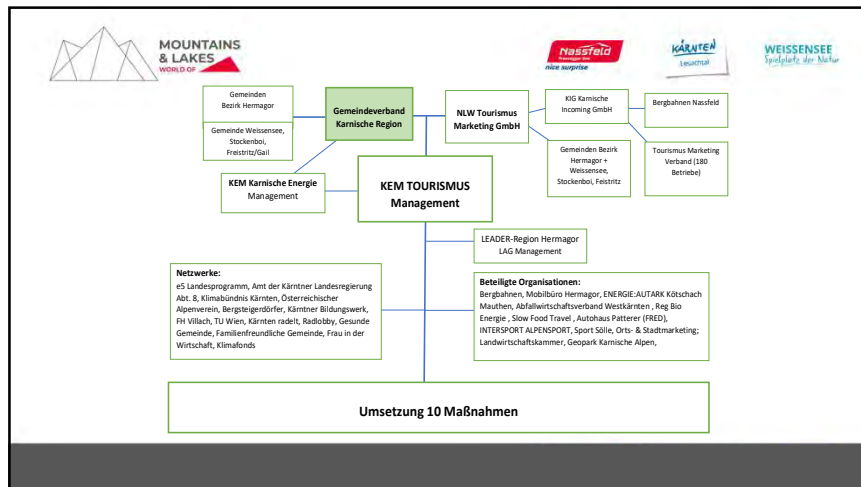 MOUNTAINS
& LAKES
WORLD OF
Nassfeld
nice surprise
KÄRNTEN
Lesachtal
WEISSENSEE
Spielplatz der Natur
Gemeinden
Bezirk Hermagor
Gemeinde Weissensee,
Stockenboi,
Freistritz/Gail
Gemeindeverband
Karnische Region
NLW Tourismus
Marketing GmbH
KIG Karnische
Incoming GmbH
Bergbahnen Nassfeld
Gemeinden Bezirk
Hermagor +
Weissensee,
Stockenboi, Feistritz
Tourismus Marketing
Verband (180
Betriebe)
KEM Karnische Energie
Management
KEM TOURISMUS
Management
LEADER-Region Hermagor
LAG Management
Netzwerke:
e5 Landesprogramm, Amt der Kärntner Landesregierung
Abt. 8, Klimabündnis Kärnten, Österreichischer
Alpenverein, Bergsteigerdörfer, Kärntner Bildungswerk,
FH Villach, TU Wien, Kärnten radelt, Radlobby, Gesunde
Gemeinde, Familienfreundliche Gemeinde, Frau in der
Wirtschaft, Klimafonds
Beteiligte Organisationen:
Bergbahnen, Mobilbüro Hermagor, ENERGIE:AUTARK Kötschach
Mauthen, Abfallwirtschaftsverband Westkärnten , Reg Bio
Energie , Slow Food Travel , Autohaus Patterer (FRED),
INTERSPORT ALPENSPORT, Sport Sölle, Orts- & Stadtmarketing;
Landwirtschaftskammer, Geopark Karnische Alpen,
Umsetzung 10 Maßnahmen